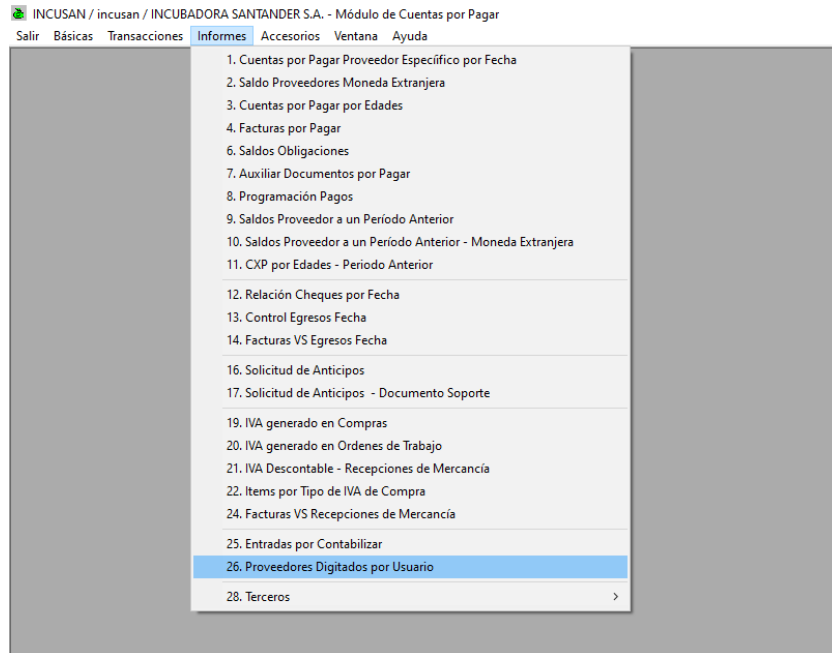 INCUSAN / incusan / INCUBADORA SANTANDER S.A. - Módulo de Cuentas por Pagar
Salir Básicas Transacciones Informes Accesorios Ventana Ayuda
1. Cuentas por Pagar Proveedor Específico por Fecha
2. Saldo Proveedores Moneda Extranjera
3. Cuentas por Pagar por Edades
4. Facturas por Pagar
6. Saldos Obligaciones
7. Auxiliar Documentos por Pagar
8. Programación Pagos
9. Saldos Proveedor a un Período Anterior
10. Saldos Proveedor a un Período Anterior - Moneda Extranjera
11. CXP por Edades - Periodo Anterior
12. Relación Cheques por Fecha
13. Control Egresos Fecha
14. Facturas VS Egresos Fecha
16. Solicitud de Anticipos
17. Solicitud de Anticipos - Documento Soporte
19. IVA generado en Compras
20. IVA generado en Ordenes de Trabajo
21. IVA Descontable - Recepciones de Mercancía
22. Items por Tipo de IVA de Compra
24. Facturas VS Recepciones de Mercancía
25. Entradas por Contabilizar
26. Proveedores Digitados por Usuario
28. Terceros